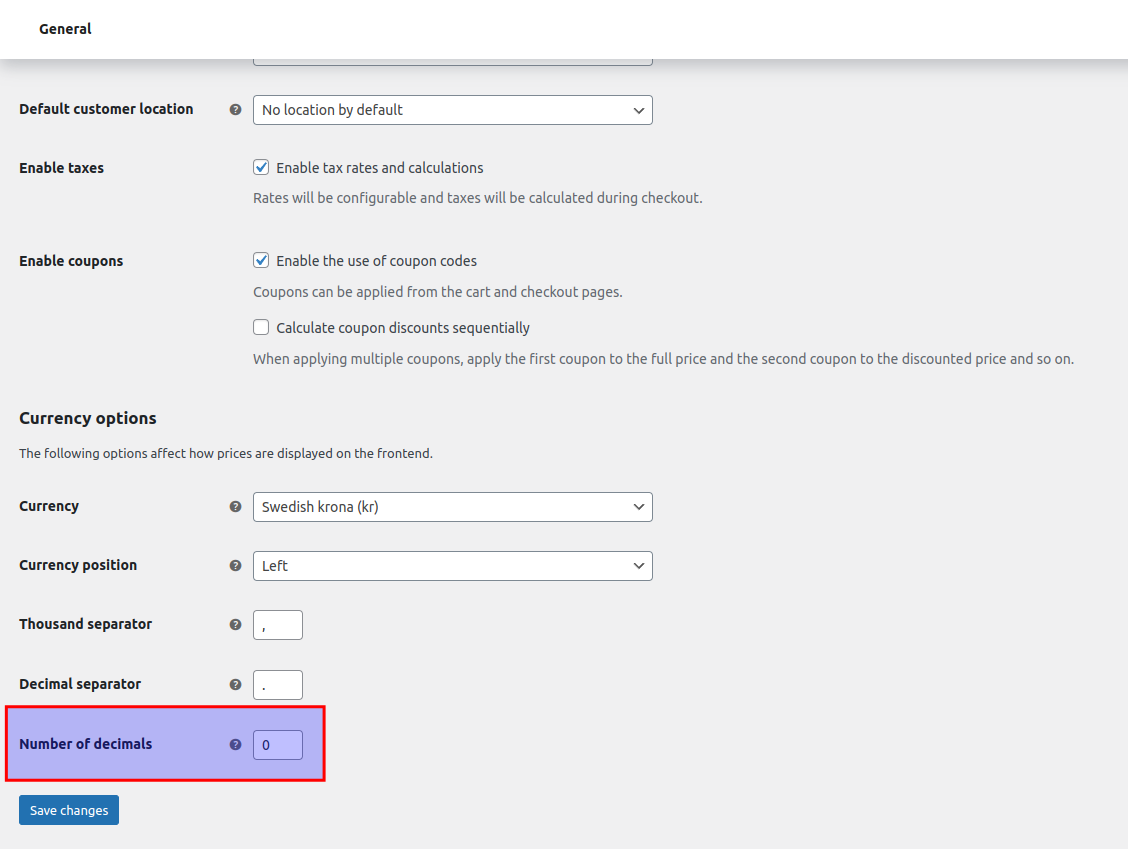 General
Default customer location
No location by default
Enable taxes
Enable tax rates and calculations
Rates will be configurable and taxes will be calculated during checkout.
Enable coupons
Enable the use of coupon codes
Coupons can be applied from the cart and checkout pages.
Calculate coupon discounts sequentially
When applying multiple coupons, apply the first coupon to the full price and the second coupon to the discounted price and so on.
Currency options
The following options affect how prices are displayed on the frontend.
Currency
Swedish krona (kr)
Currency position
Left
Thousand separator
,
Decimal separator
.
Number of decimals
0
Save changes